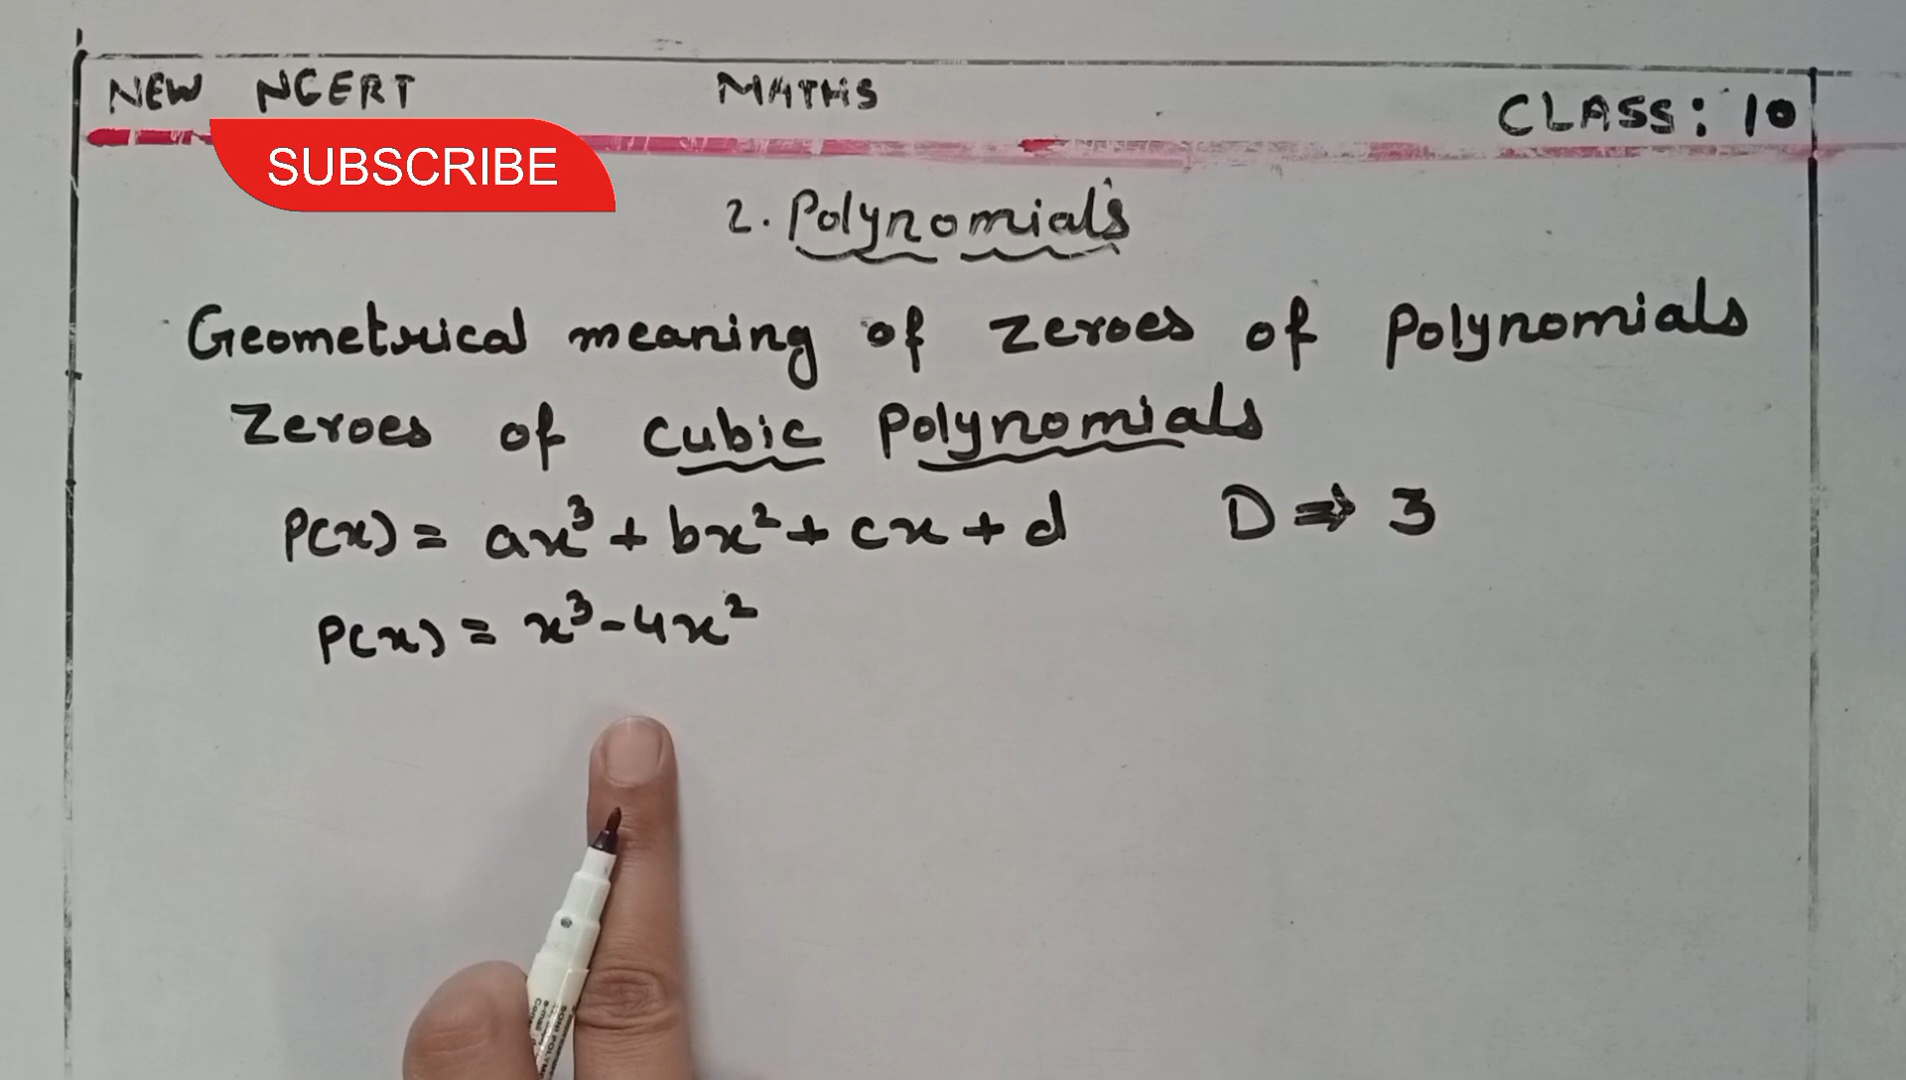 NEW NCERT MATHS CLASS: 10
SUBSCRIBE
2. Polynomials
Geometrical meaning of zeroes of polynomials
Zeroes of cubic polynomials
P(x) = ax³ + bx² + cx + d D ⇒ 3
P(x) = x³ - 4x²